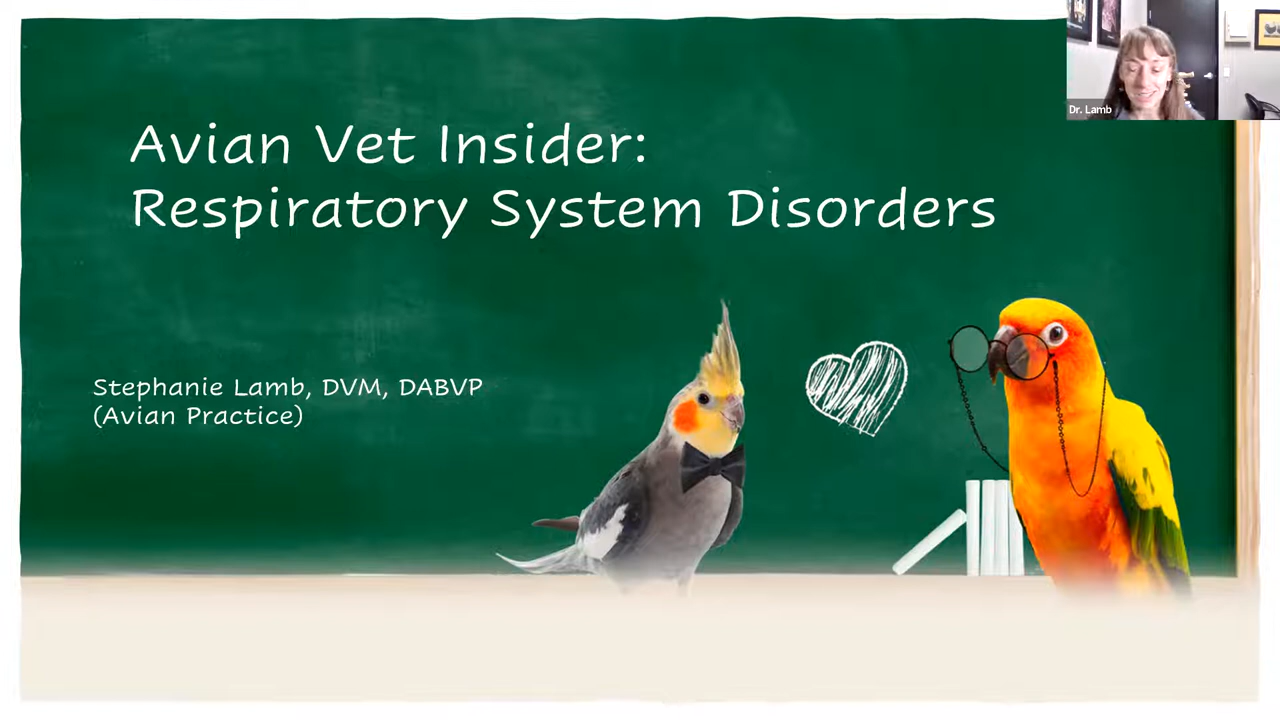 Avian Vet Insider:
Respiratory System Disorders
Stephanie Lamb, DVM, DABVP
(Avian Practice)
Dr. Lamb